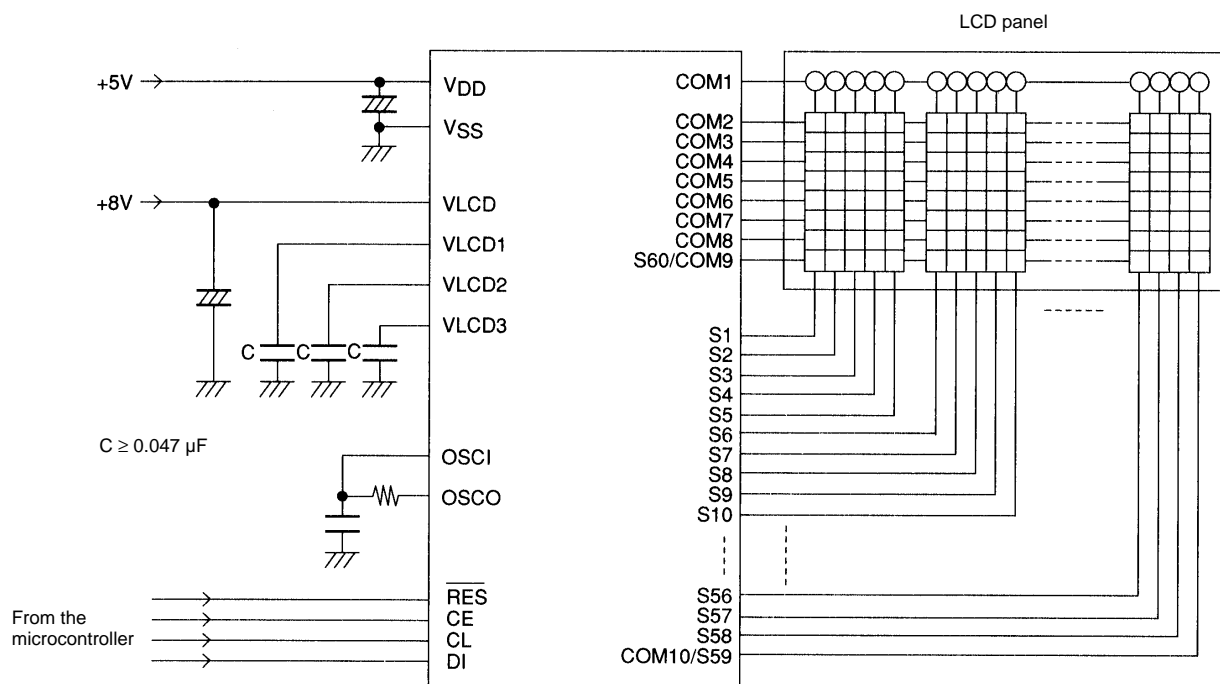 LCD panel
+5V
VDD
VSS
+8V
VLCD
VLCD1
VLCD2
VLCD3
C
C
C
C ≥ 0.047 µF
OSCI
OSCO
From the
microcontroller
RES
CE
CL
DI
COM1
COM2
COM3
COM4
COM5
COM6
COM7
COM8
S60/COM9
S1
S2
S3
S4
S5
S6
S7
S8
S9
S10
S56
S57
S58
COM10/S59